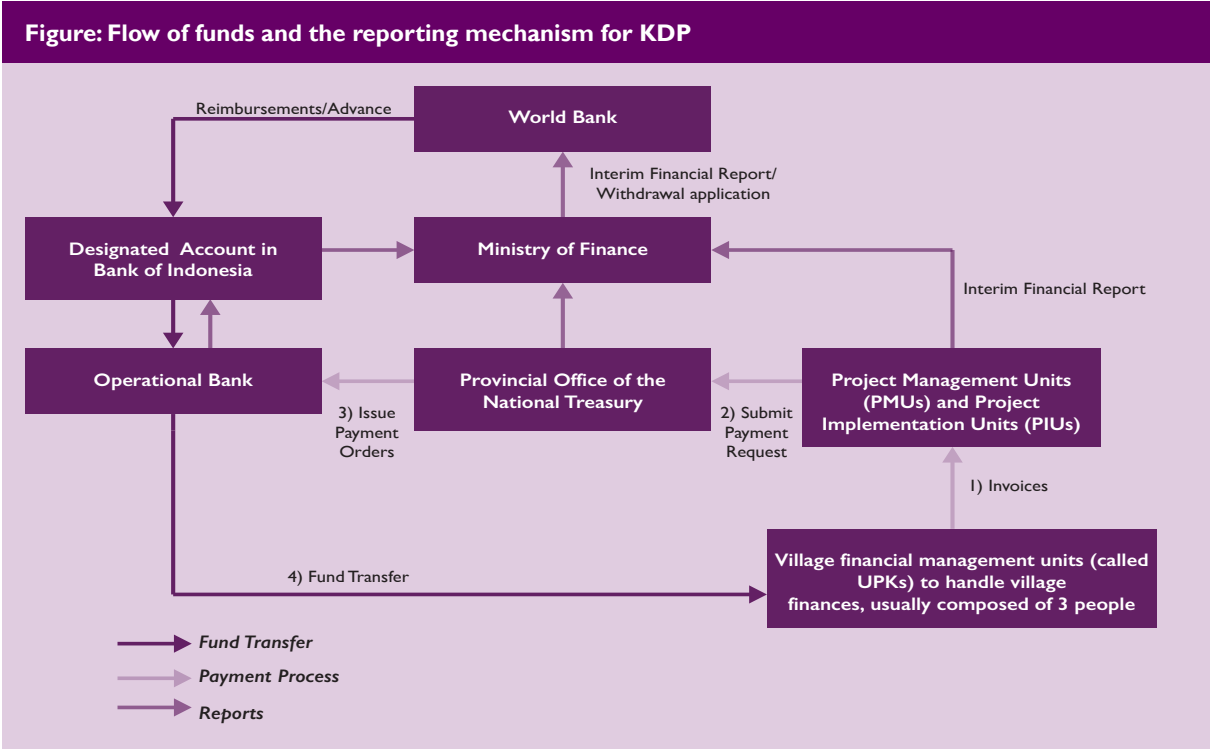 Figure: Flow of funds and the reporting mechanism for KDP
Reimbursements/Advance
World Bank
Interim Financial Report/
Withdrawal application
Designated Account in
Bank of Indonesia
Ministry of Finance
Interim Financial Report
Operational Bank
Provincial Office of the
National Treasury
Project Management Units
(PMUs) and Project
Implementation Units (PIUs)
3) Issue
Payment
Orders
2) Submit
Payment
Request
1) Invoices
Village financial management units (called
UPKs) to handle village
finances, usually composed of 3 people
4) Fund Transfer
Fund Transfer
Payment Process
Reports